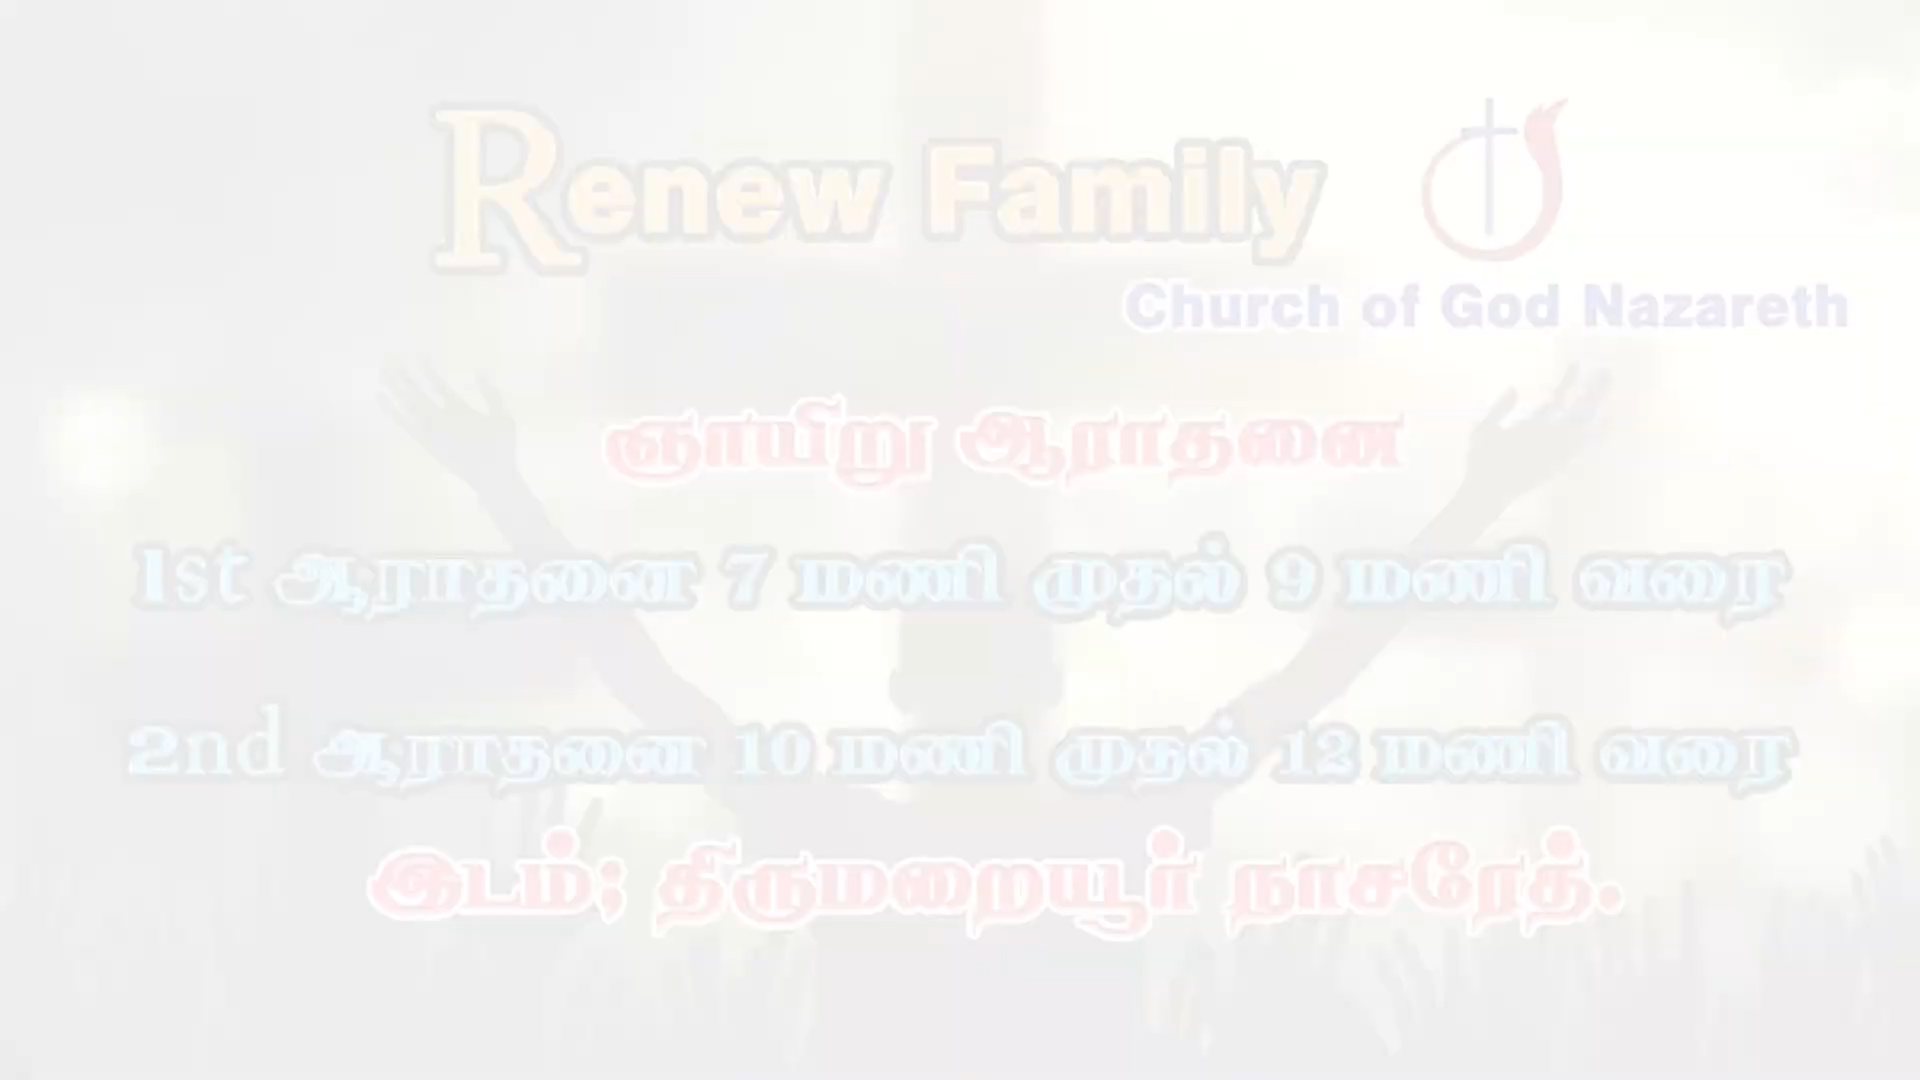 Renew Family
Church of God Nazareth
ஞாயிறு ஆராதனை
1st ஆராதனை 7 மணி முதல் 9 மணி வரை
2nd ஆராதனை 10 மணி முதல் 12 மணி வரை
இடம்; திருமறையூர் நாசரேத்.